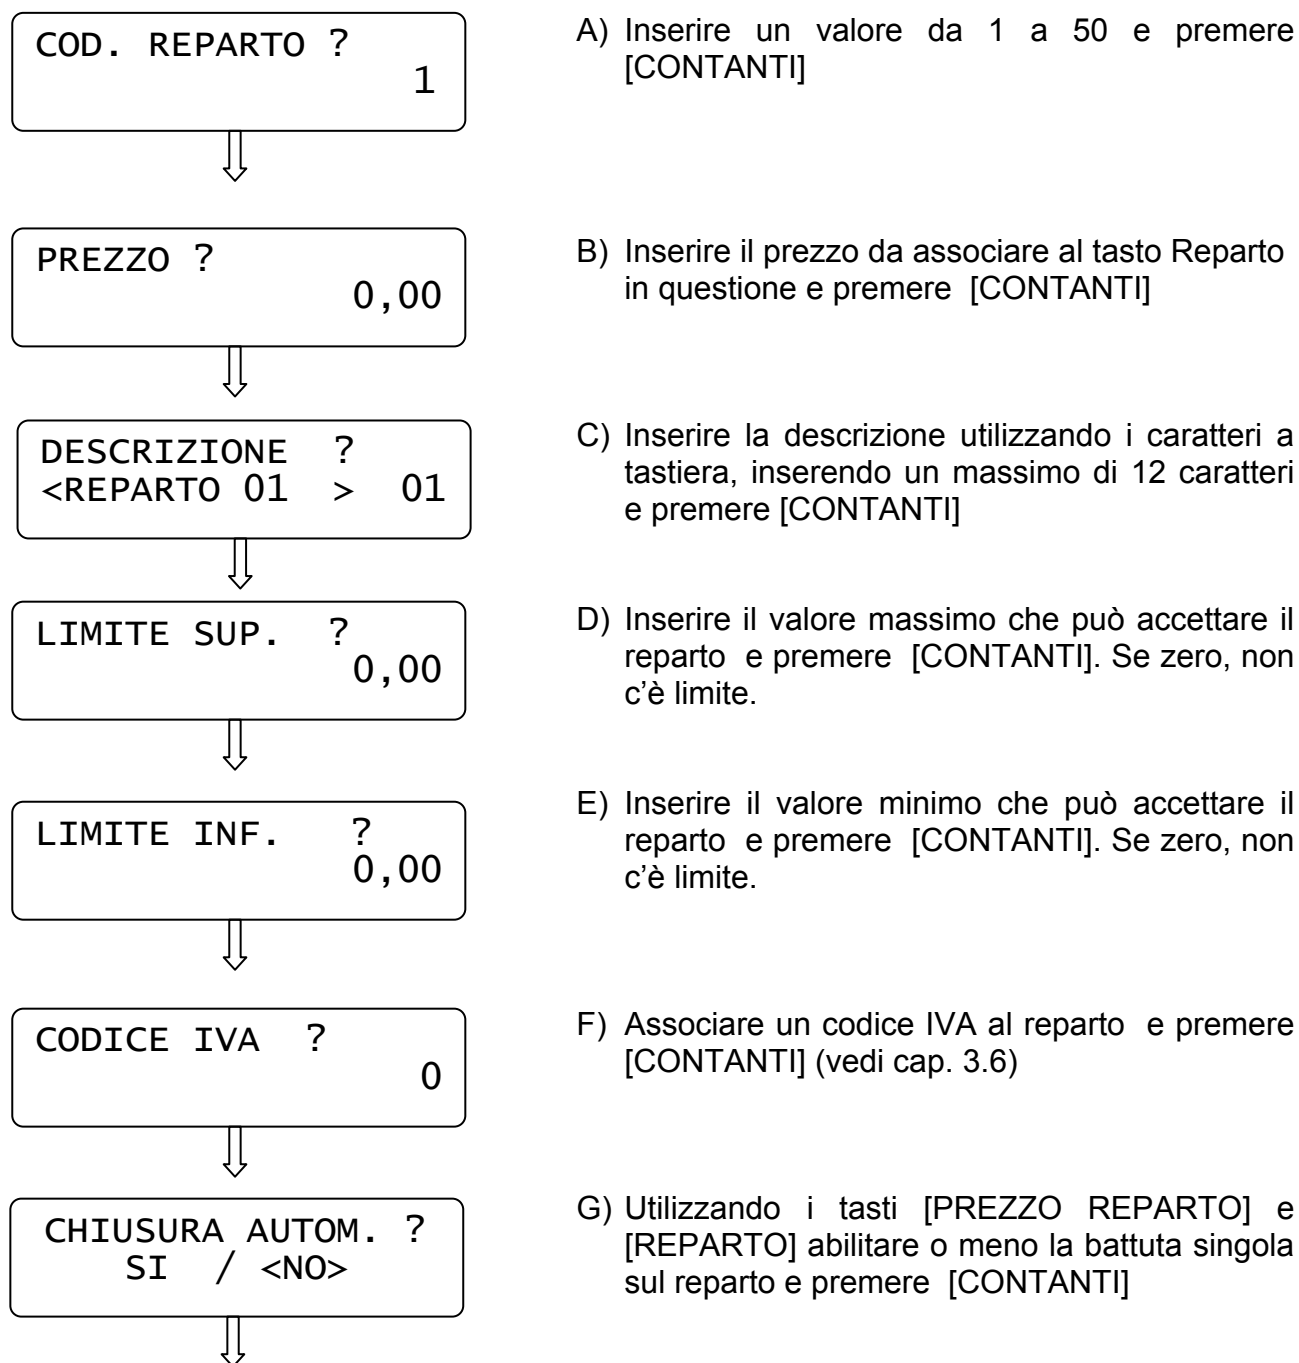 COD. REPARTO ?
1
A) Inserire un valore da 1 a 50 e premere
[CONTANTI]
PREZZO ?
0,00
B) Inserire il prezzo da associare al tasto Reparto
in questione e premere [CONTANTI]
DESCRIZIONE ?
<REPARTO 01 > 01
C) Inserire la descrizione utilizzando i caratteri a
tastiera, inserendo un massimo di 12 caratteri
e premere [CONTANTI]
LIMITE SUP. ?
0,00
D) Inserire il valore massimo che può accettare il
reparto e premere [CONTANTI]. Se zero, non
c’è limite.
LIMITE INF. ?
0,00
E) Inserire il valore minimo che può accettare il
reparto e premere [CONTANTI]. Se zero, non
c’è limite.
CODICE IVA ?
0
F) Associare un codice IVA al reparto e premere
[CONTANTI] (vedi cap. 3.6)
CHIUSURA AUTOM. ?
SI / <NO>
G) Utilizzando i tasti [PREZZO REPARTO] e
[REPARTO] abilitare o meno la battuta singola
sul reparto e premere [CONTANTI]